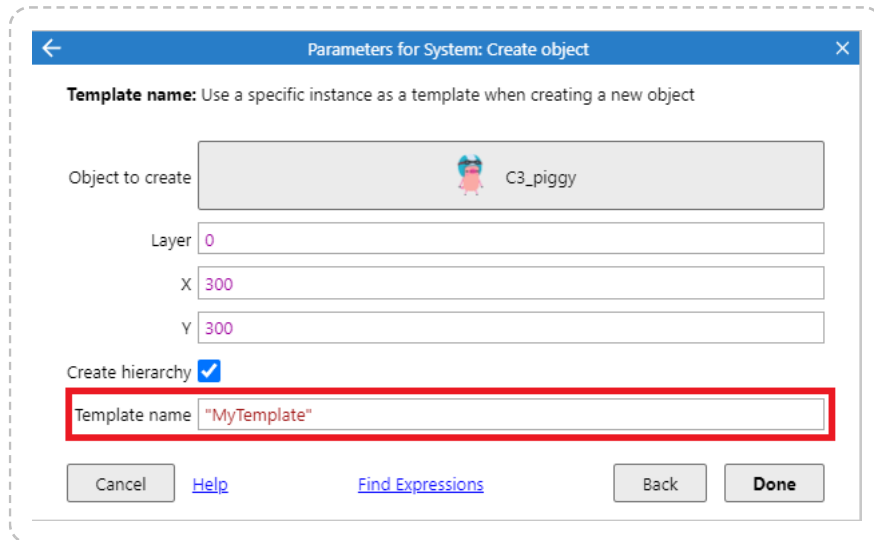 Parameters for System: Create object
Template name: Use a specific instance as a template when creating a new object
Object to create C3_piggy
Layer 0
X 300
Y 300
Create hierarchy
Template name "MyTemplate"
Cancel Help Find Expressions Back Done